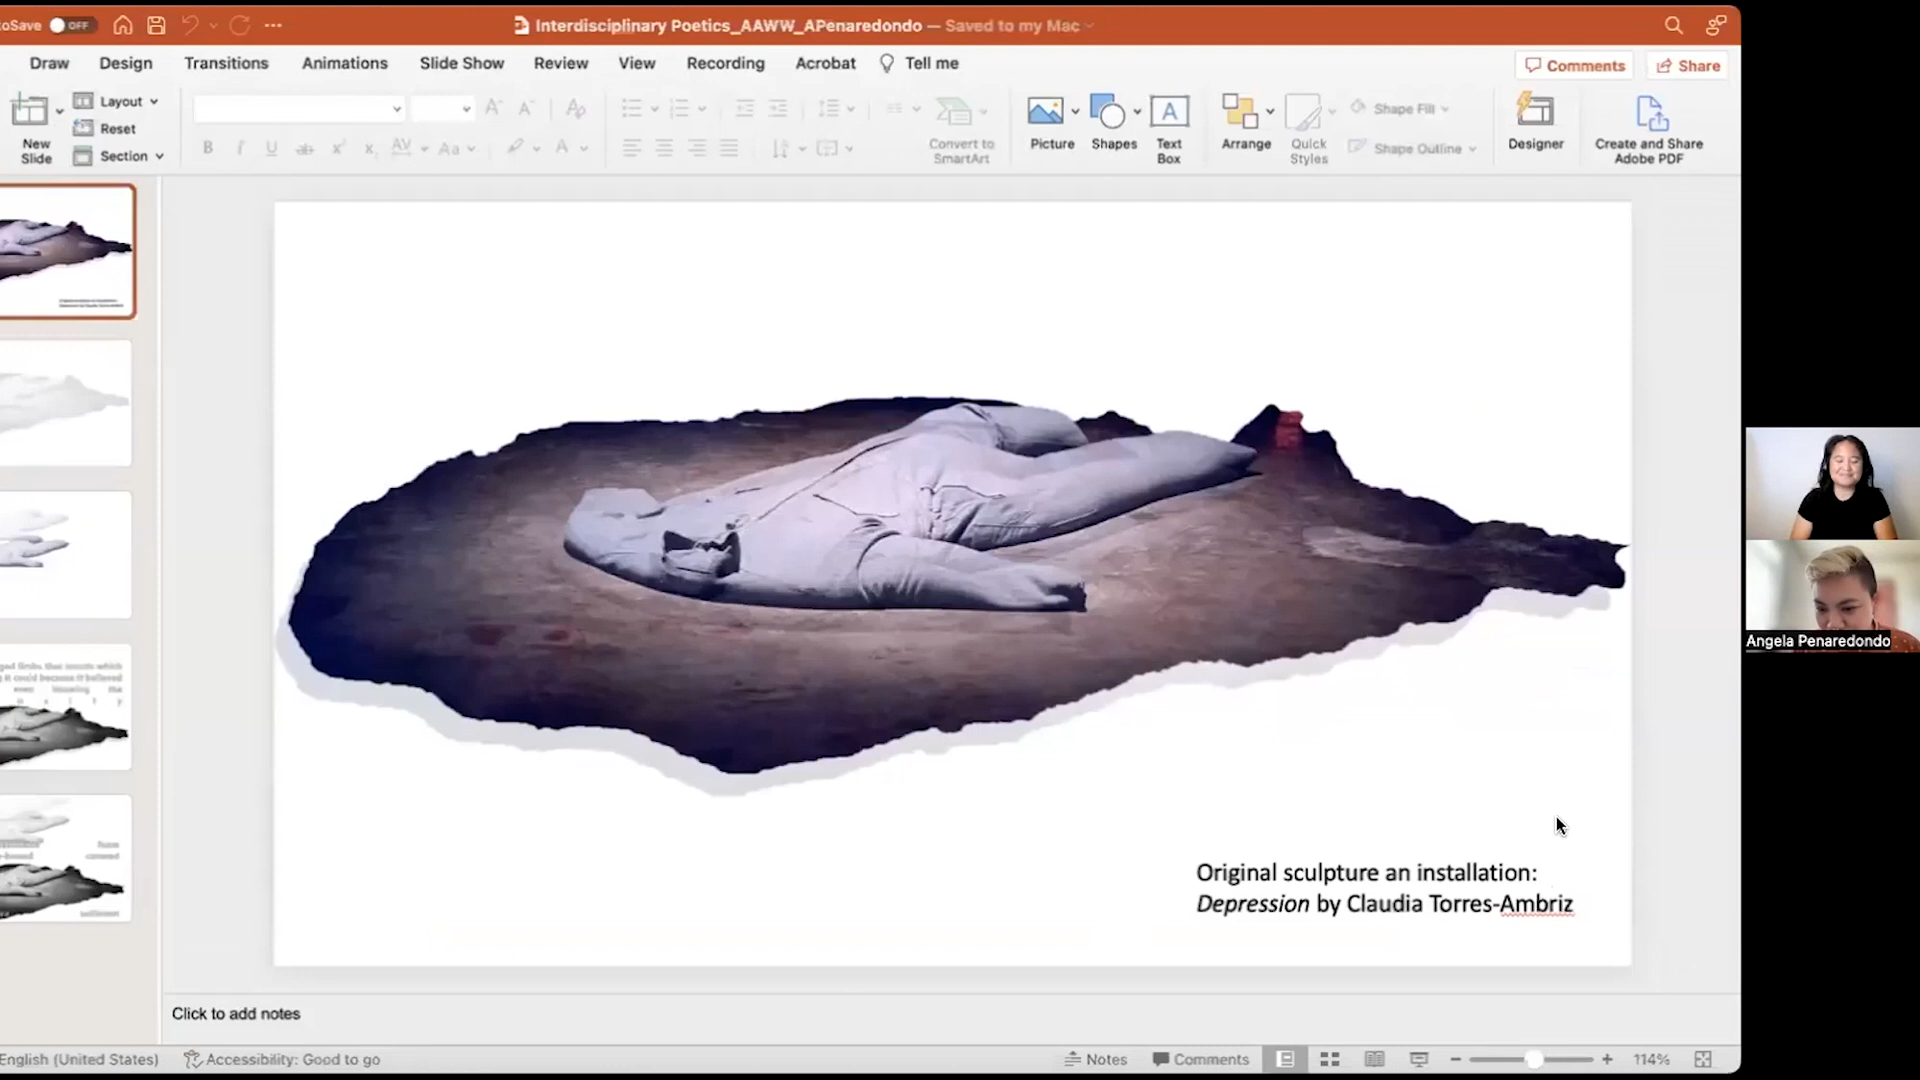 toSave OFF
Interdisciplinary Poetics_AAWW_APenaredondo — Saved to my Mac
Draw Design Transitions Animations Slide Show Review View Recording Acrobat Tell me
Comments Share
New Slide
Layout
Reset
Section
Convert to SmartArt
Picture
Shapes
Text Box
Arrange
Quick Styles
Shape Fill
Shape Outline
Designer
Create and Share Adobe PDF
Original sculpture an installation:
Depression by Claudia Torres-Ambriz
Angela Penaredondo
Click to add notes
English (United States) Accessibility: Good to go Notes Comments 114%